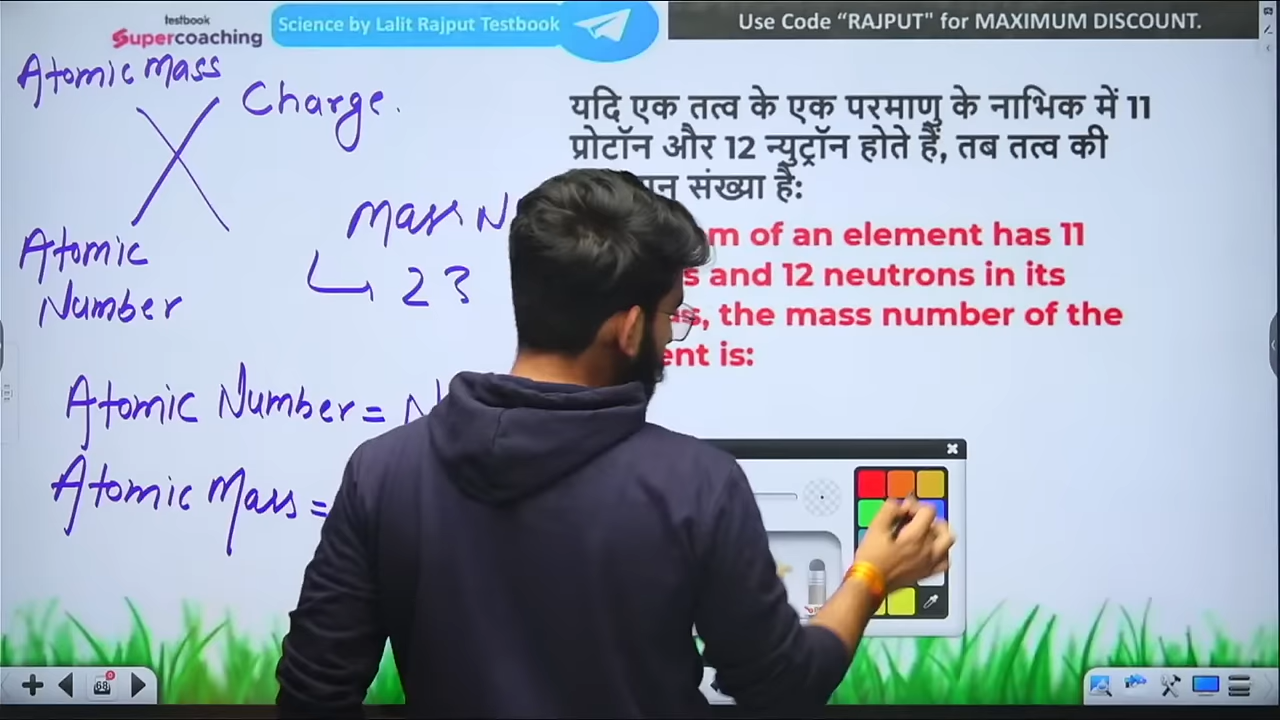 testbook
Supercoaching
Science by Lalit Rajput Testbook
Use Code “RAJPUT" for MAXIMUM DISCOUNT.
Atomic Mass
Charge.
Atomic
Number
Mass N
23
Atomic Number = N
Atomic Mass =
यदि एक तत्व के एक परमाणु के नाभिक में 11
प्रोटॉन और 12 न्युट्रॉन होते हैं, तब तत्व की
संख्या है:
of an element has 11
and 12 neutrons in its
the mass number of the
is:
68